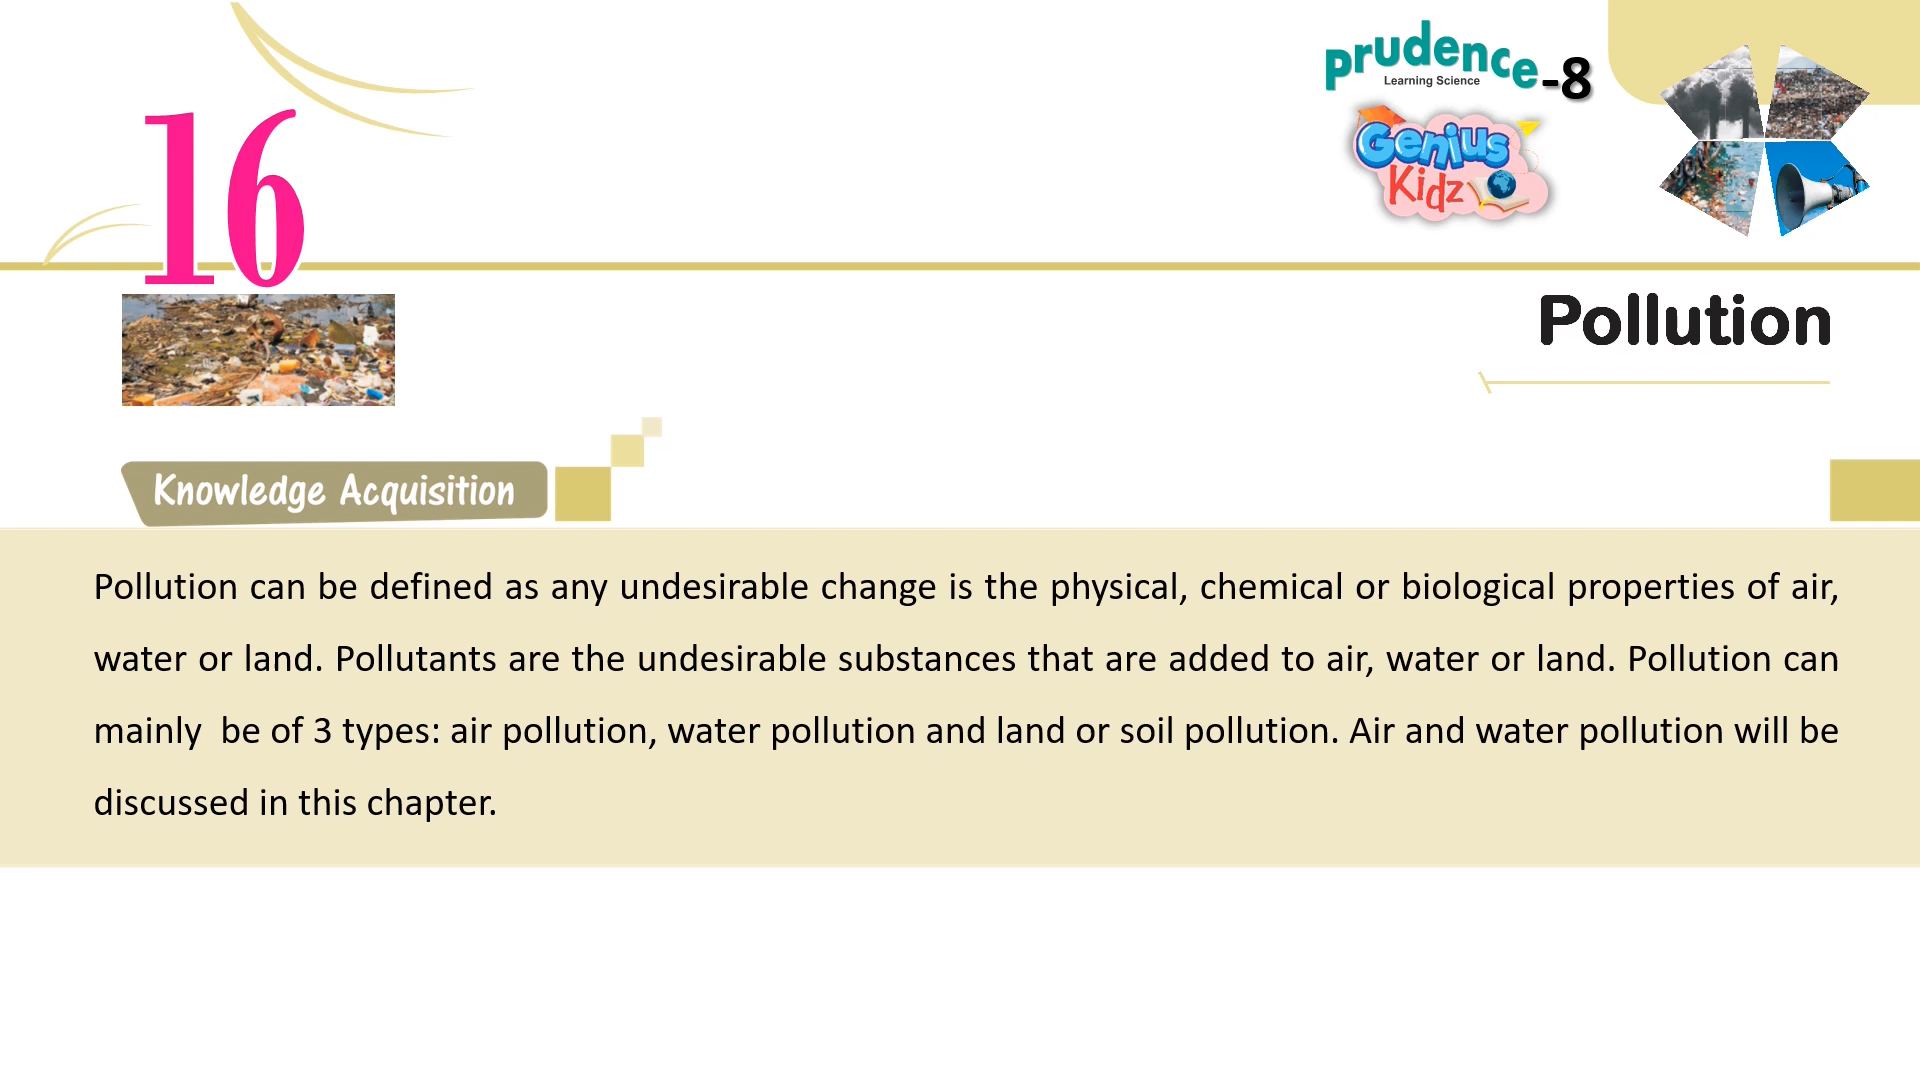 prudence-8
Learning Science
Genius
Kidz
16
Pollution
Knowledge Acquisition
Pollution can be defined as any undesirable change is the physical, chemical or biological properties of air,
water or land. Pollutants are the undesirable substances that are added to air, water or land. Pollution can
mainly  be of 3 types: air pollution, water pollution and land or soil pollution. Air and water pollution will be
discussed in this chapter.